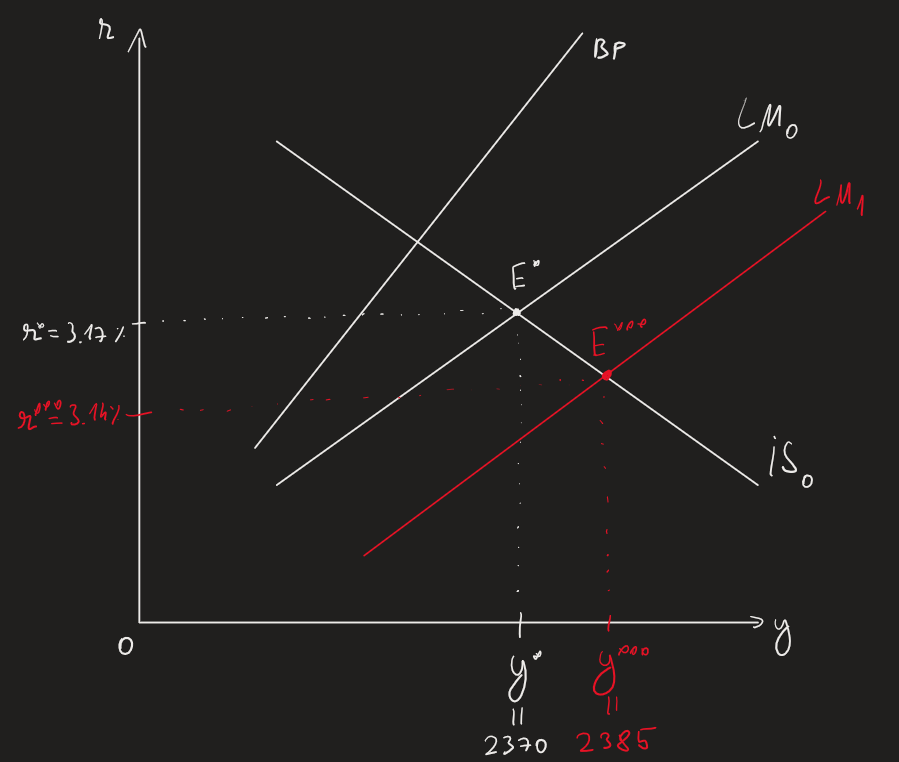 r
BP
LM₀
LM₁
E*
r* = 3.17%
E***
r*** = 3.14%
iS₀
0
y
y*
y***
=
=
2370
2385